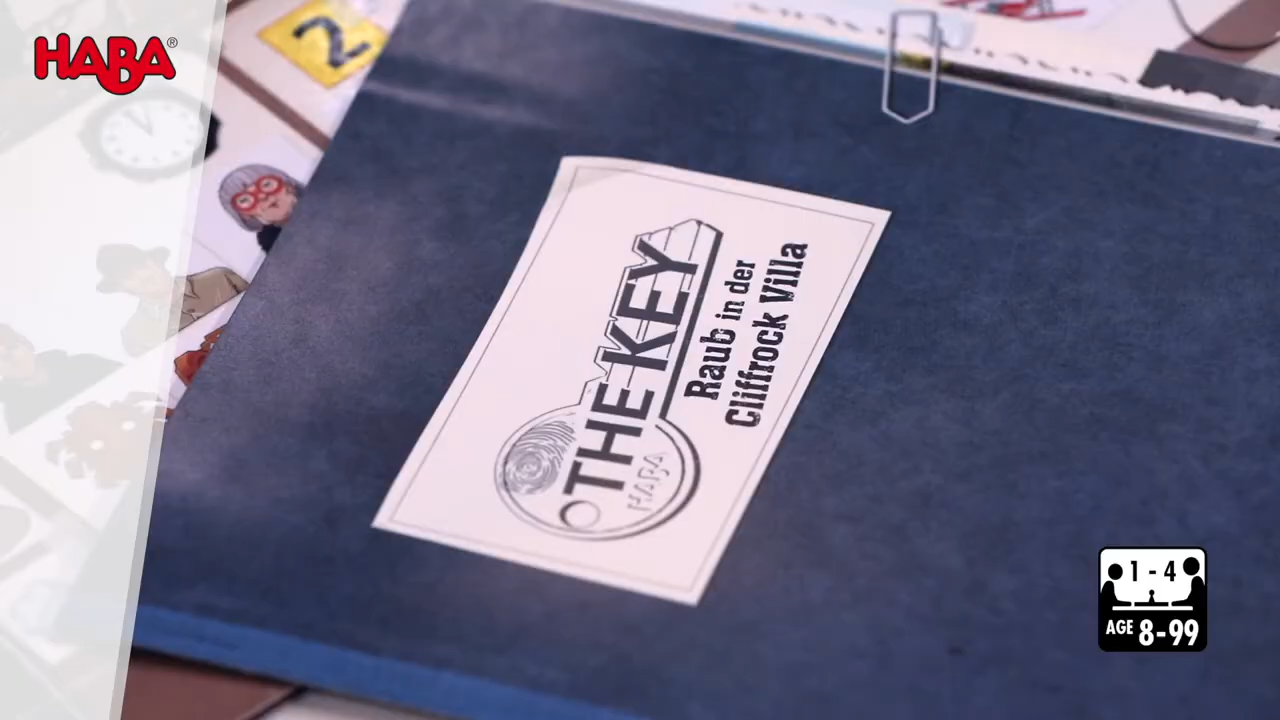 HABA®
2
THE KEY
HABA
Raub in der
Cliffrock Villa
1 - 4
AGE 8-99